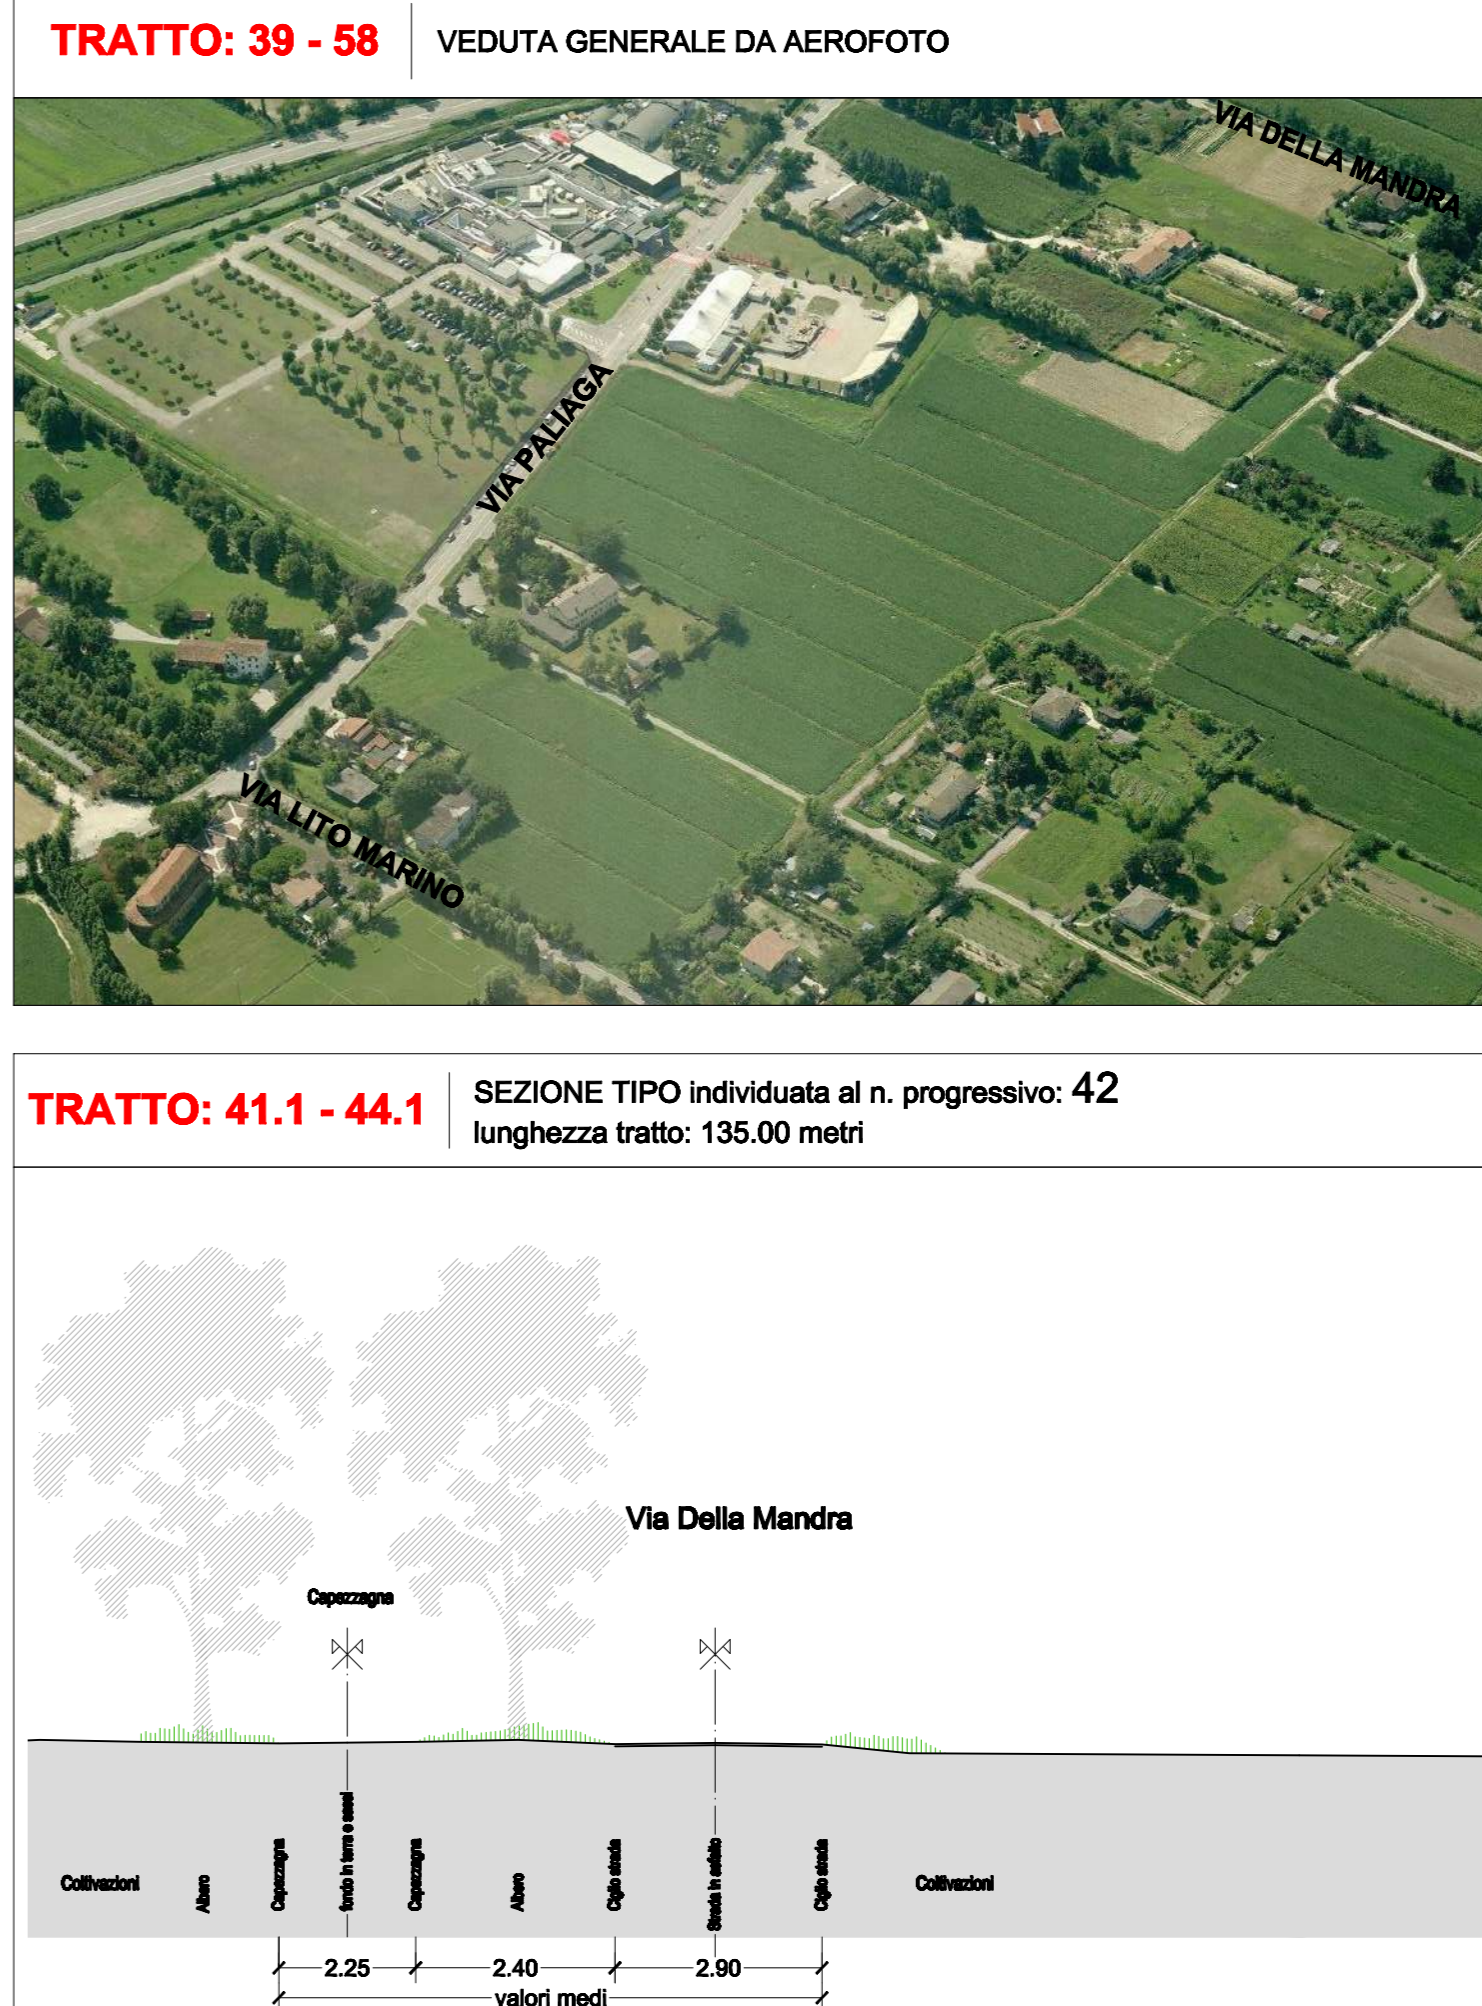 TRATTO: 39 - 58
VEDUTA GENERALE DA AEROFOTO
VIA DELLA MANDRA
VIA PALIAGA
VIA LITO MARINO
TRATTO: 41.1 - 44.1
SEZIONE TIPO individuata al n. progressivo: 42
lunghezza tratto: 135.00 metri
Via Della Mandra
Capezzagna
Coltivazioni
Albero
Capezzagna
fondo in terra e sassi
Capezzagna
Albero
Ciglio strada
Strada in asfalto
Ciglio strada
Coltivazioni
2.25
2.40
2.90
valori medi